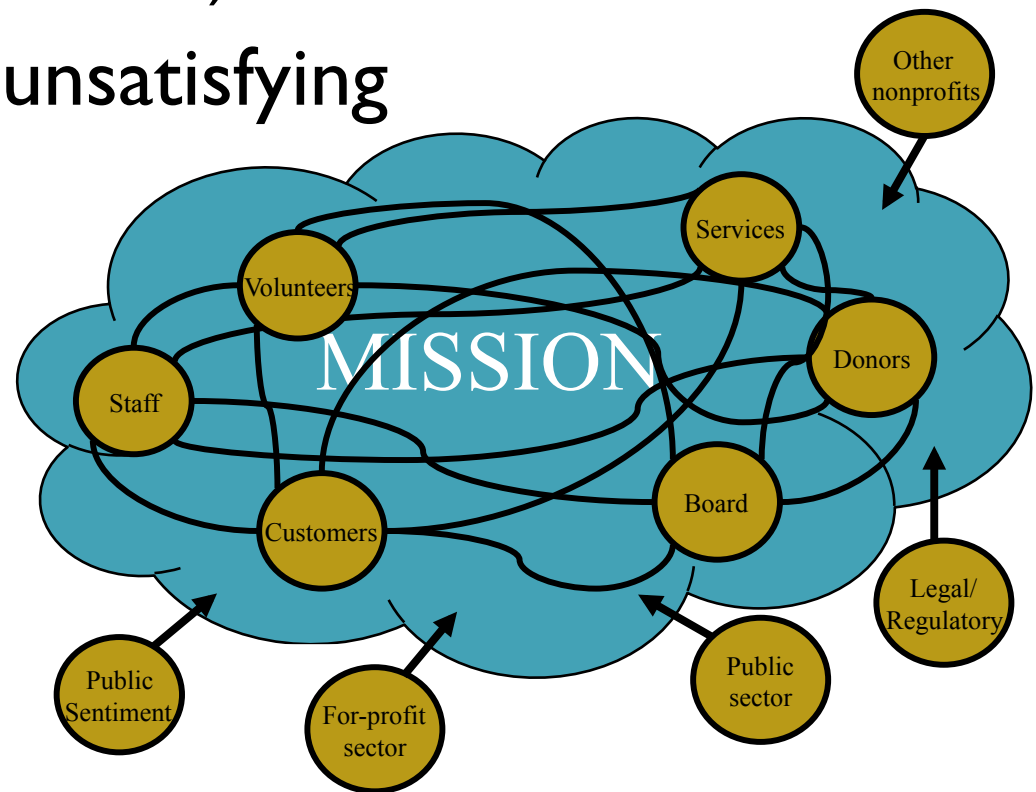 unsatisfying
Other
nonprofits
Services
Volunteers
MISSION
Donors
Staff
Board
Customers
Legal/
Regulatory
Public
Sentiment
For-profit
sector
Public
sector